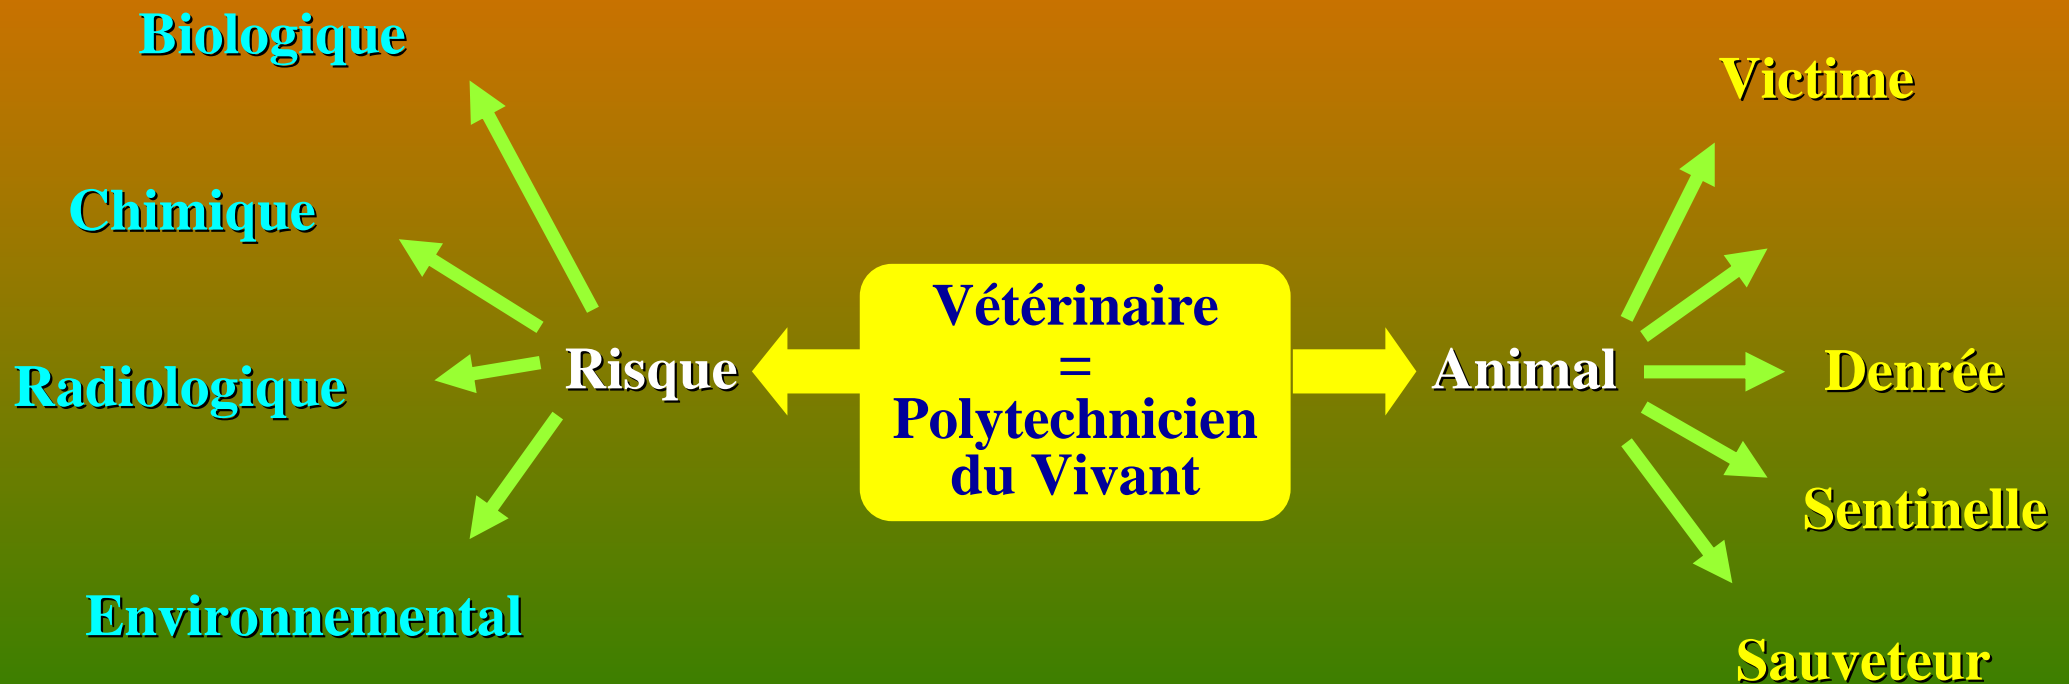 Biologique
Chimique
Radiologique
Environnemental
Risque
Vétérinaire
=
Polytechnicien
du Vivant
Animal
Victime
Denrée
Sentinelle
Sauveteur